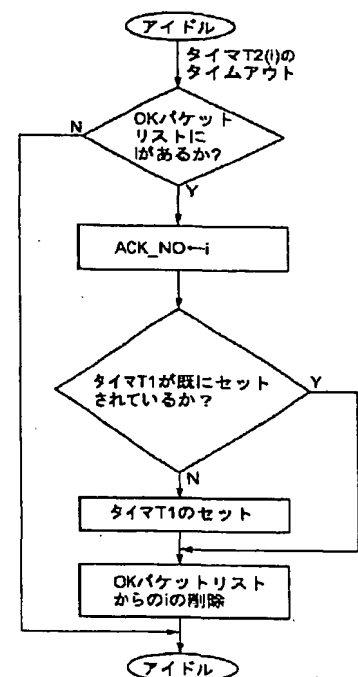 アイドル
タイマT2(i)の
タイムアウト
N
OKパケット
リストに
iがあるか?
Y
ACK_NO←i
タイマT1が既にセット
されているか?
Y
N
タイマT1のセット
OKパケットリスト
からのiの削除
アイドル